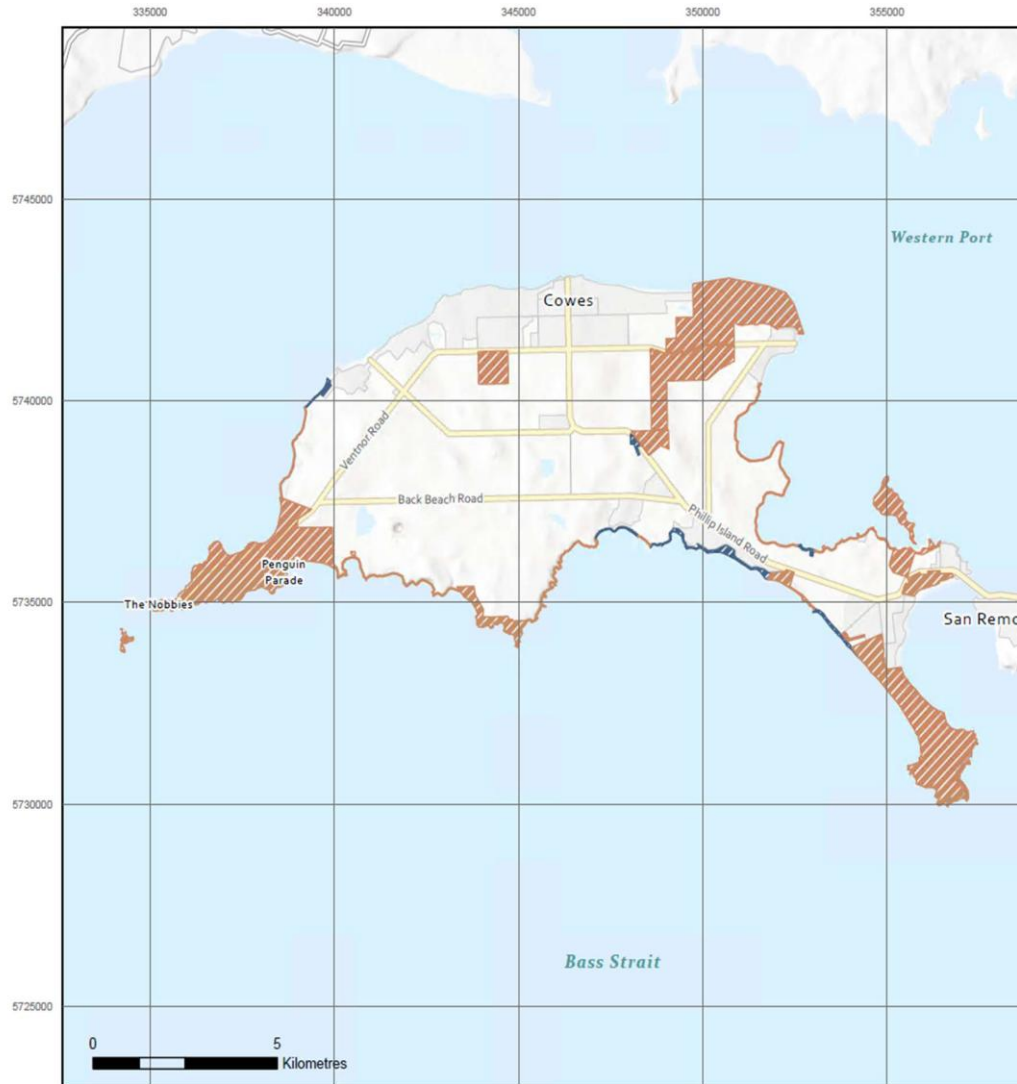 335000
340000
345000
350000
355000
5745000
Western Port
Cowes
5740000
Ventnor Road
Back Beach Road
Phillip Island Road
Penguin
Parade
5735000
The Nobbies
San Remo
5730000
Bass Strait
5725000
0
5
Kilometres